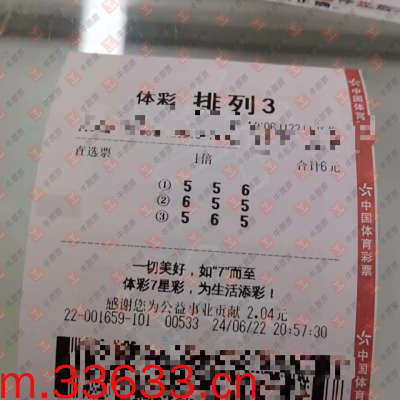 体彩 排列3
直选票 1倍 合计6元
① 5 5 6
② 6 5 5
③ 5 6 5
一切美好,如“7”而至
体彩7星彩,为生活添彩!
感谢您为公益事业贡献 2.04元
22-001659-101 00533 24/06/22 20:57:30
中国体育
中国体育彩票
中国体育彩票
m.33633.cn